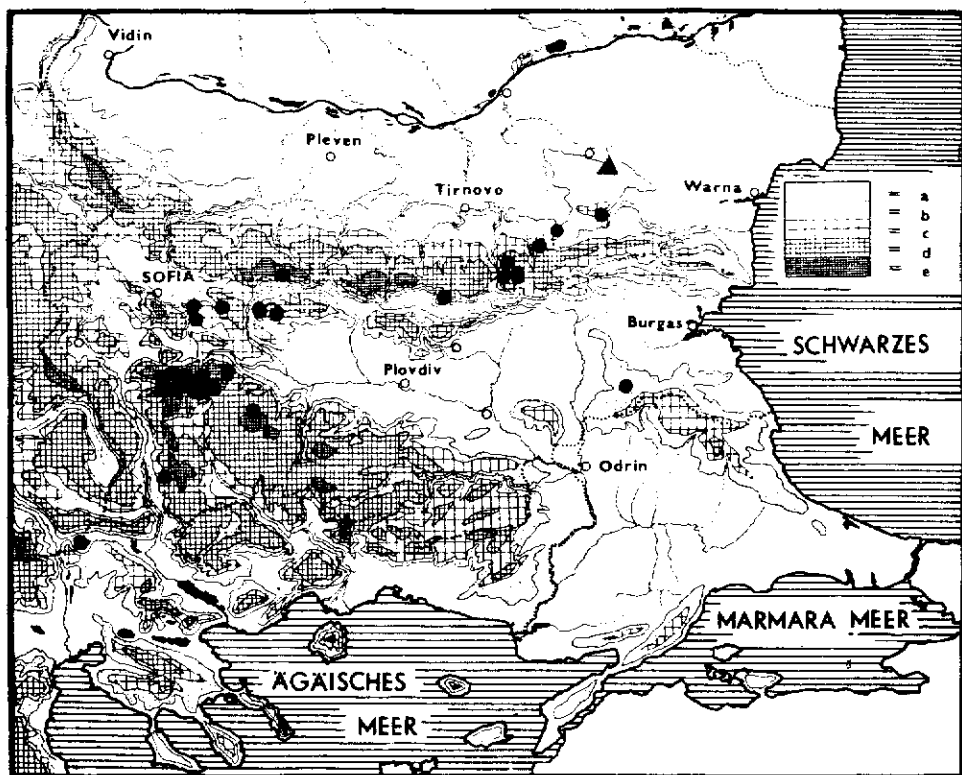 Vidin
Pleven
Tirnovo
Warna
= a
= b
= c
= d
= e
SOFIA
Burgas
SCHWARZES
MEER
Plovdiv
Odrin
MARMARA MEER
ÄGÄISCHES
MEER